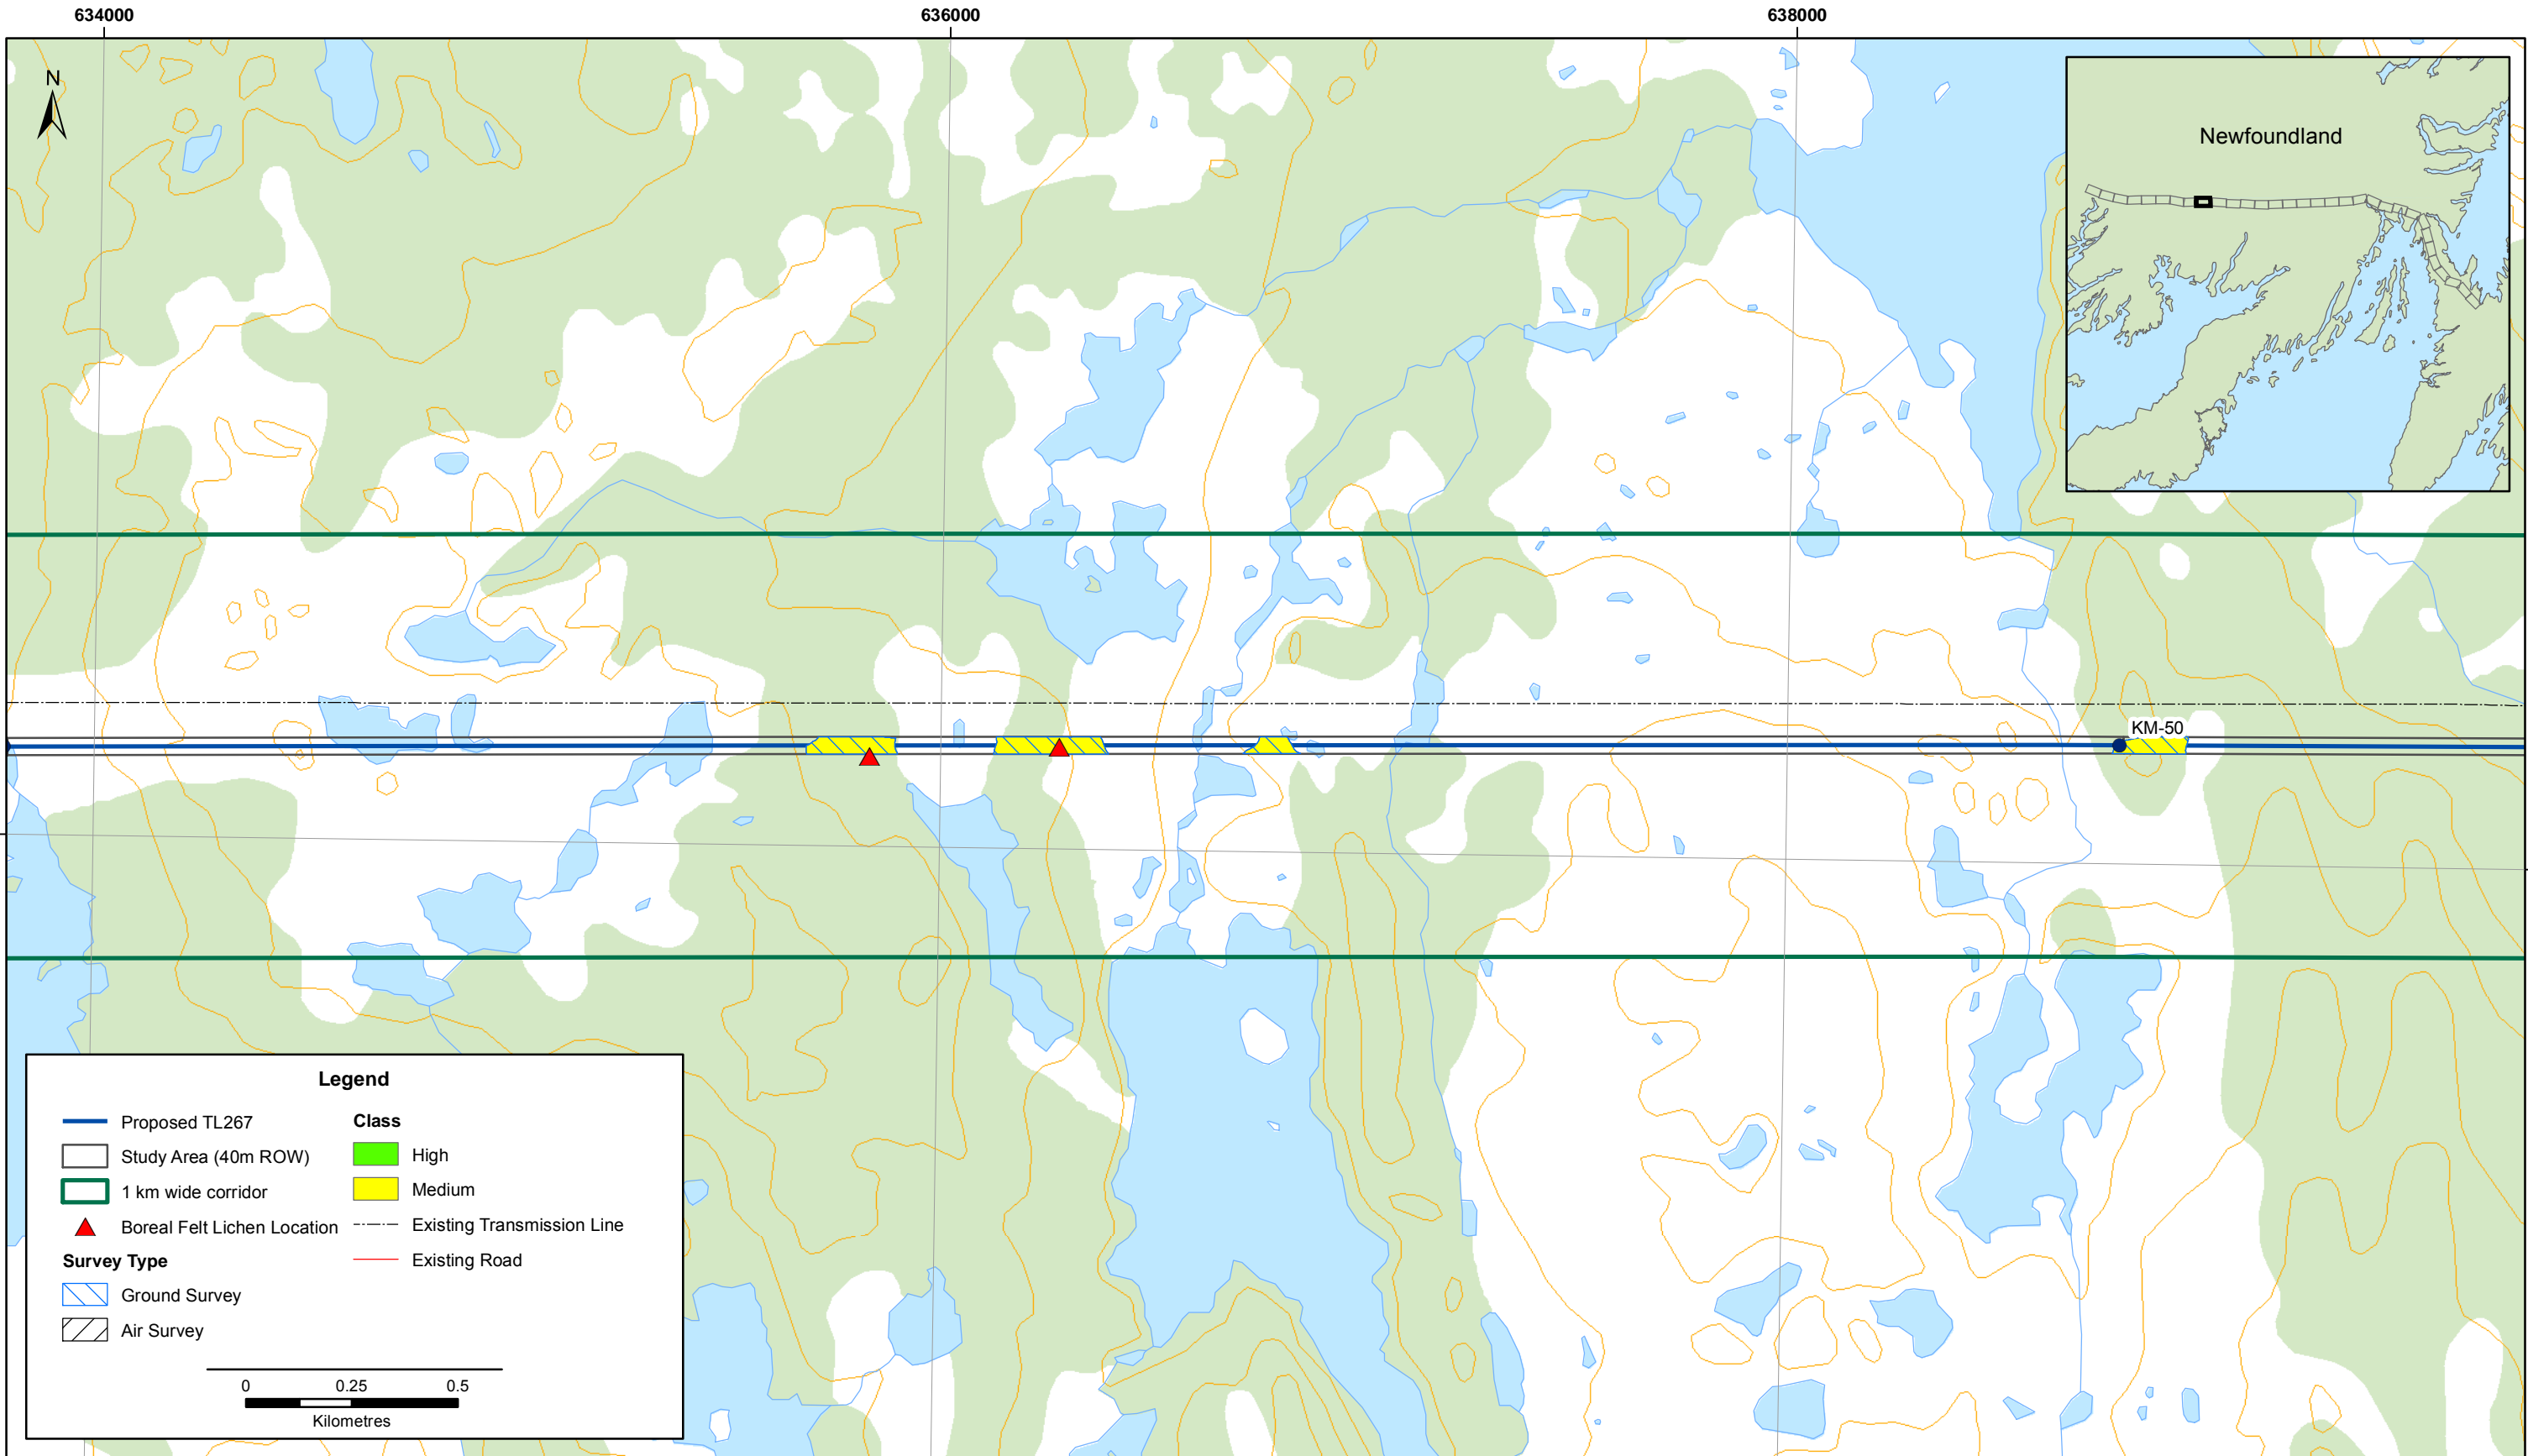 634000
636000
638000
N
Newfoundland
KM-50
Legend
Proposed TL267
Study Area (40m ROW)
1 km wide corridor
Boreal Felt Lichen Location
Survey Type
Ground Survey
Air Survey
Class
High
Medium
Existing Transmission Line
Existing Road
0 0.25 0.5
Kilometres